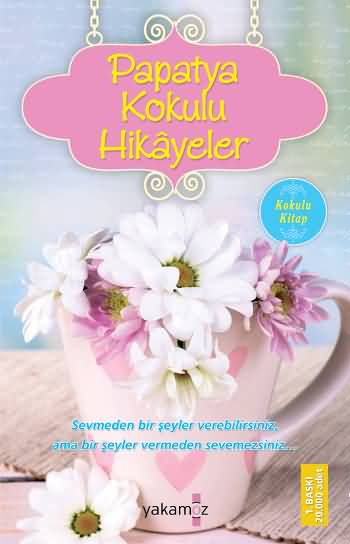 Papatya
Kokulu
Hikâyeler
Kokulu
Kitap
Sevmeden bir şeyler verebilirsiniz,
ama bir şeyler vermeden sevemezsiniz...
1. BASKI
20.000 adet
yakamoz